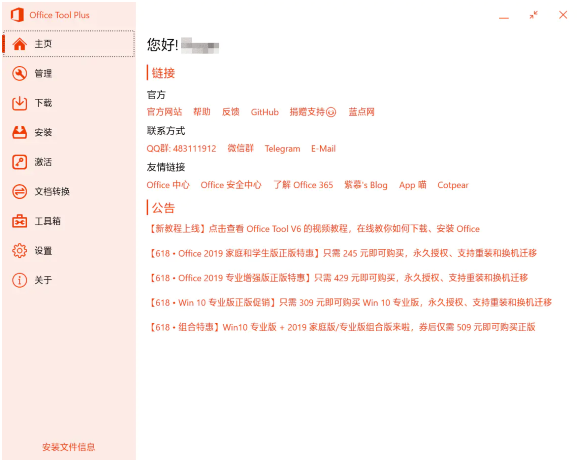 Office Tool Plus
主页
管理
下载
安装
激活
文档转换
工具箱
设置
关于
安装文件信息
您好!
链接
官方
官方网站 帮助 反馈 GitHub 捐赠支持 蓝点网
联系方式
QQ群: 483111912 微信群 Telegram E-Mail
友情链接
Office 中心 Office 安全中心 了解 Office 365 紫慕's Blog App 喵 Cotpear
公告
【新教程上线】点击查看 Office Tool V6 的视频教程，在线教你如何下载、安装 Office
【618 • Office 2019 家庭和学生版正版特惠】只需 245 元即可购买，永久授权、支持重装和换机迁移
【618 • Office 2019 专业增强版正版特惠】只需 429 元即可购买，永久授权、支持重装和换机迁移
【618 • Win 10 专业版正版促销】只需 309 元即可购买 Win 10 专业版，永久授权、支持重装和换机迁移
【618 • 组合特惠】Win10 专业版 + 2019 家庭版/专业版组合版来啦，券后仅需 509 元即可购买正版